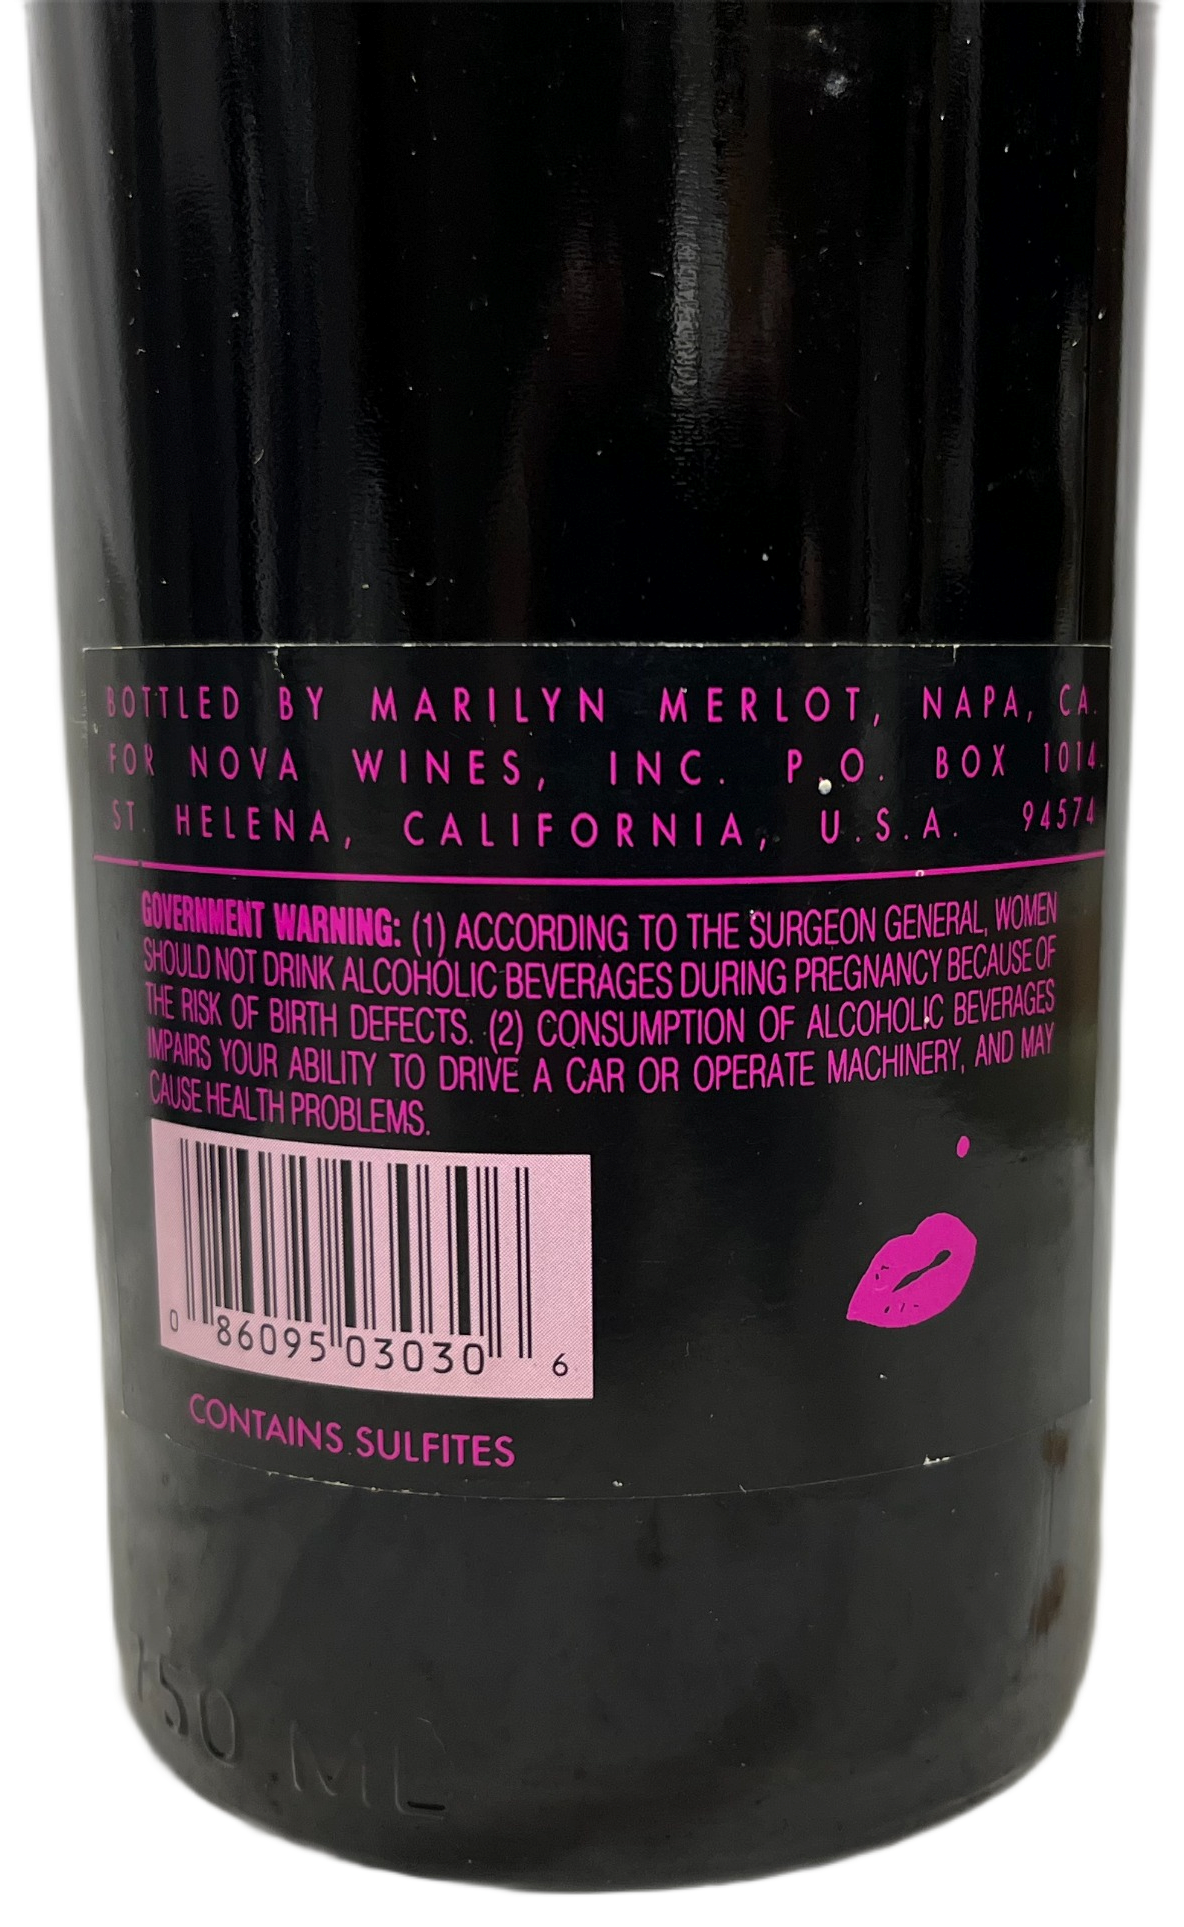 BOTTLED BY MARILYN MERLOT, NAPA, CA.
FOR NOVA WINES, INC. P.O. BOX 1014.
ST. HELENA, CALIFORNIA, U.S.A. 94574
GOVERNMENT WARNING: (1) ACCORDING TO THE SURGEON GENERAL, WOMEN
SHOULD NOT DRINK ALCOHOLIC BEVERAGES DURING PREGNANCY BECAUSE OF
THE RISK OF BIRTH DEFECTS. (2) CONSUMPTION OF ALCOHOLIC BEVERAGES
IMPAIRS YOUR ABILITY TO DRIVE A CAR OR OPERATE MACHINERY, AND MAY
CAUSE HEALTH PROBLEMS.
0 86095 03030 6
CONTAINS SULFITES
750 ML